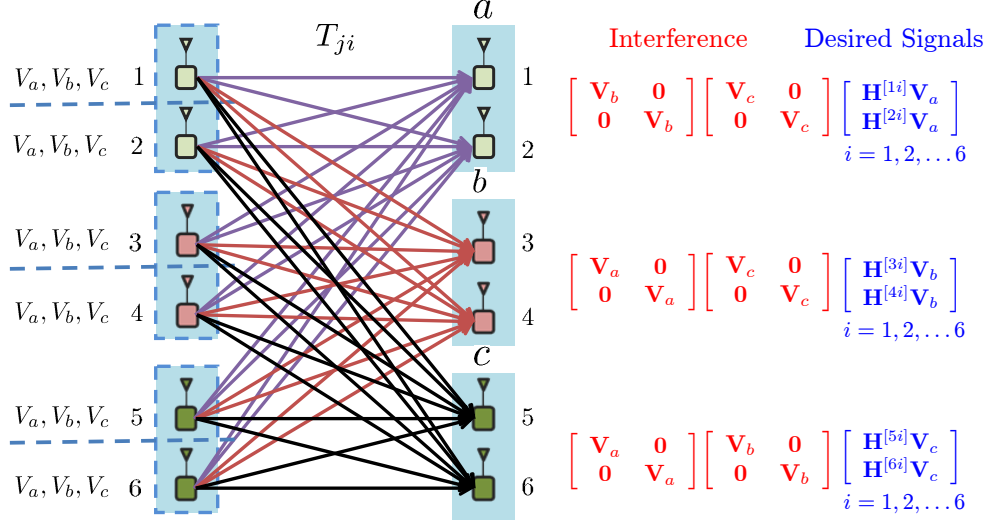 a
T_{ji}
Interference Desired Signals
V_a, V_b, V_c 1 1
[ V_b 0 0 V_b ] [ V_c 0 0 V_c ] [ H^{[1i]}V_a H^{[2i]}V_a ]
V_a, V_b, V_c 2 2
i = 1, 2, ... 6
b
V_a, V_b, V_c 3 3
[ V_a 0 0 V_a ] [ V_c 0 0 V_c ] [ H^{[3i]}V_b H^{[4i]}V_b ]
V_a, V_b, V_c 4 4
i = 1, 2, ... 6
c
V_a, V_b, V_c 5 5
[ V_a 0 0 V_a ] [ V_b 0 0 V_b ] [ H^{[5i]}V_c H^{[6i]}V_c ]
V_a, V_b, V_c 6 6
i = 1, 2, ... 6